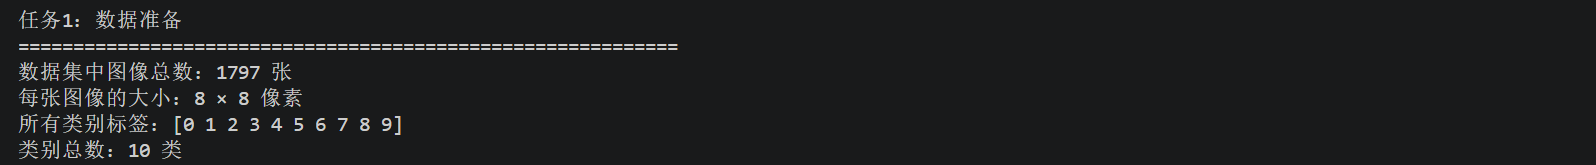 任务1：数据准备
============================================================
数据集中图像总数：1797 张
每张图像的大小：8 × 8 像素
所有类别标签：[0 1 2 3 4 5 6 7 8 9]
类别总数：10 类